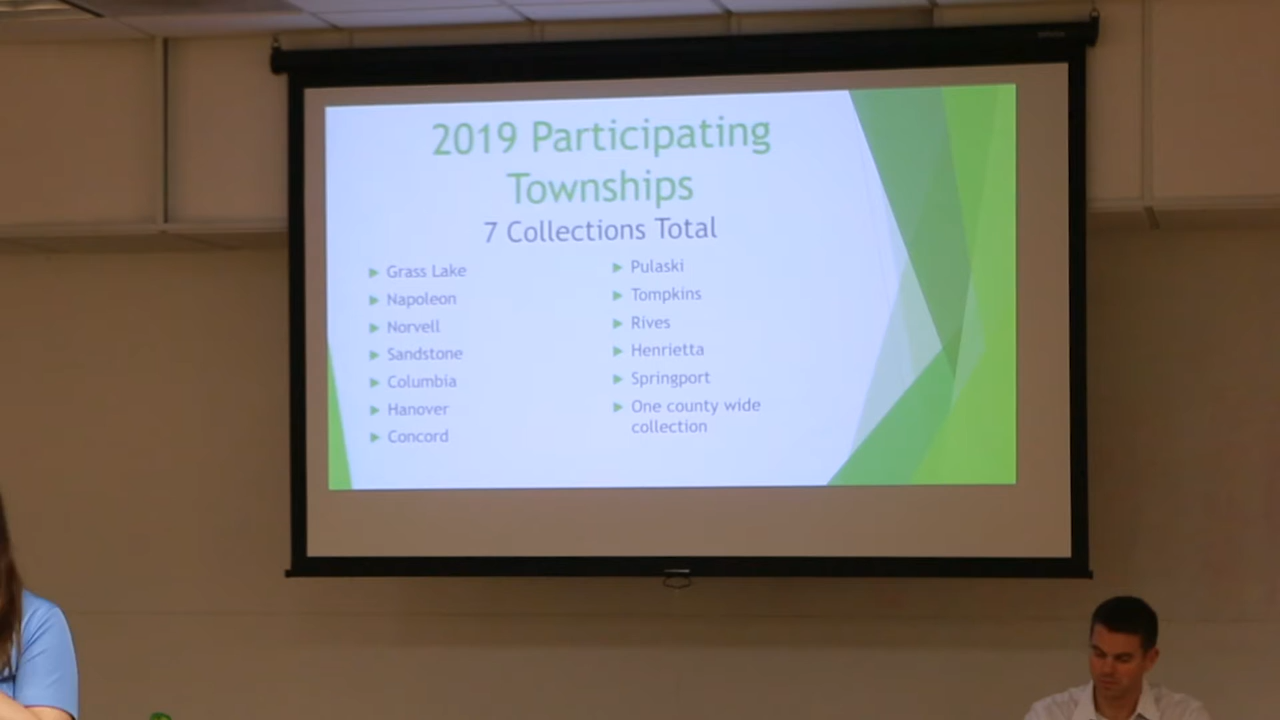 2019 Participating
Townships
7 Collections Total
Grass Lake
Napoleon
Norvell
Sandstone
Columbia
Hanover
Concord
Pulaski
Tompkins
Rives
Henrietta
Springport
One county wide
collection